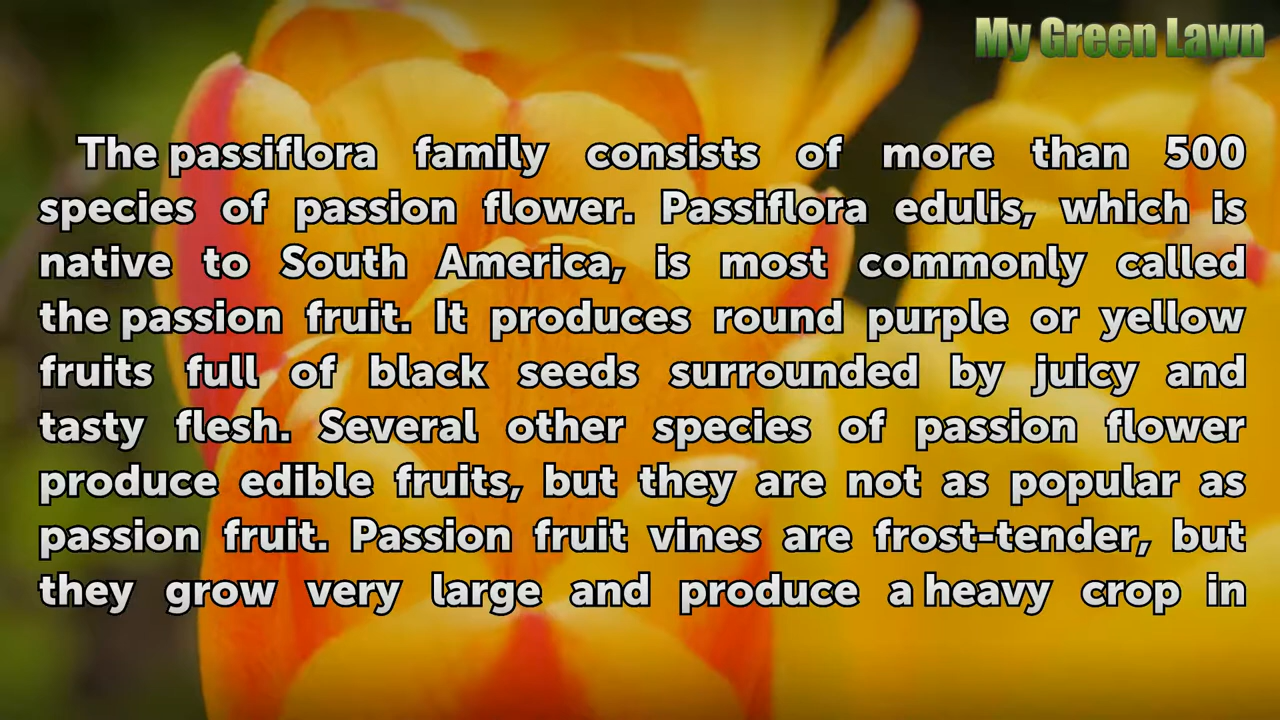 My Green Lawn
The passiflora family consists of more than 500
species of passion flower. Passiflora edulis, which is
native to South America, is most commonly called
the passion fruit. It produces round purple or yellow
fruits full of black seeds surrounded by juicy and
tasty flesh. Several other species of passion flower
produce edible fruits, but they are not as popular as
passion fruit. Passion fruit vines are frost-tender, but
they grow very large and produce a heavy crop in